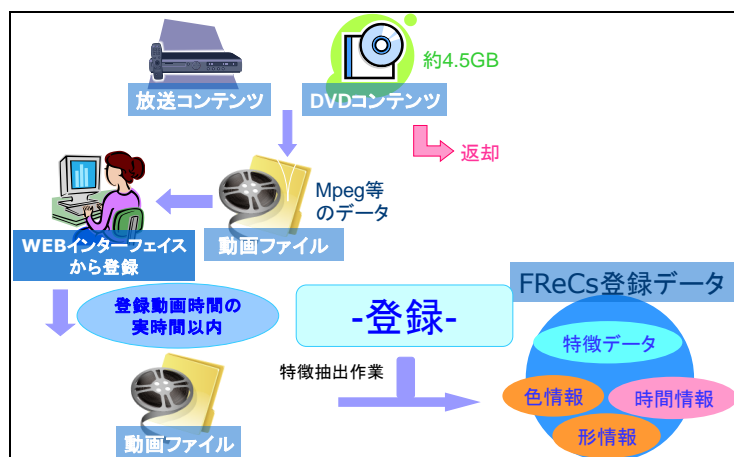 約4.5GB
放送コンテンツ
DVDコンテンツ
返却
Mpeg等
のデータ
動画ファイル
WEBインターフェイス
から登録
登録動画時間の
実時間以内
-登録-
FReCs登録データ
特徴データ
色情報
時間情報
形情報
特徴抽出作業
動画ファイル